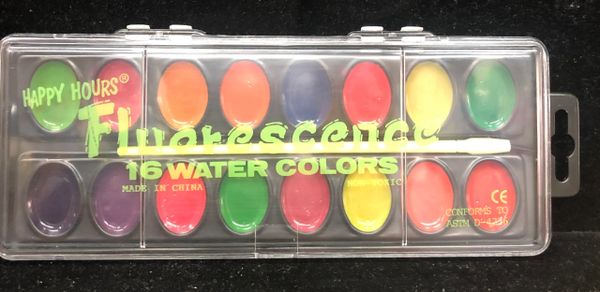 HAPPY HOURS®
Fluorescence
16 WATER COLORS
MADE IN CHINA
NON-TOXIC
CE
CONFORMS TO
ASTM D-4236